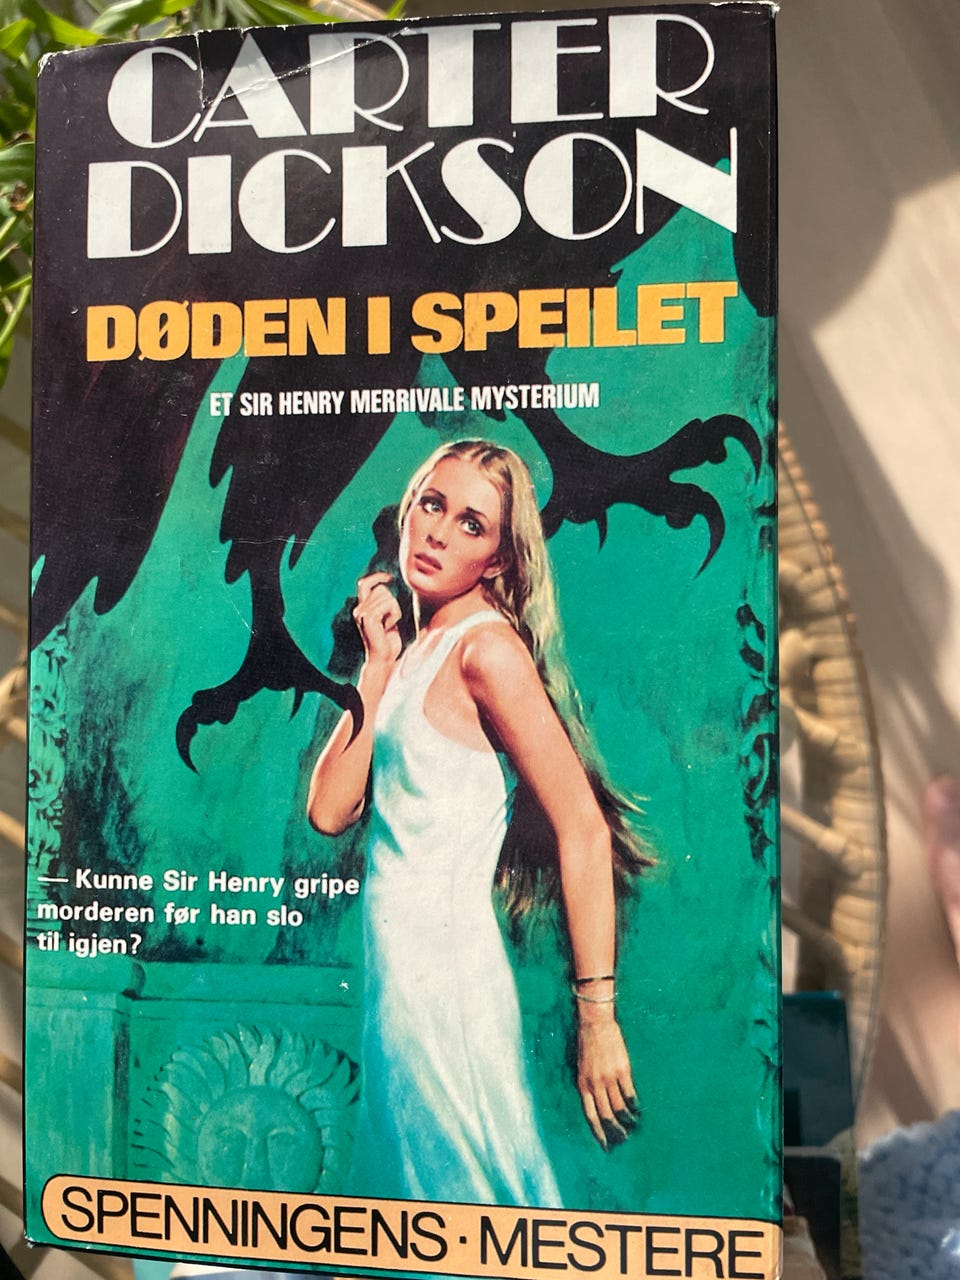 CARTER
DICKSON
DØDEN I SPEILET
ET SIR HENRY MERRIVALE MYSTERIUM
— Kunne Sir Henry gripe
morderen før han slo
til igjen?
SPENNINGENS · MESTERE